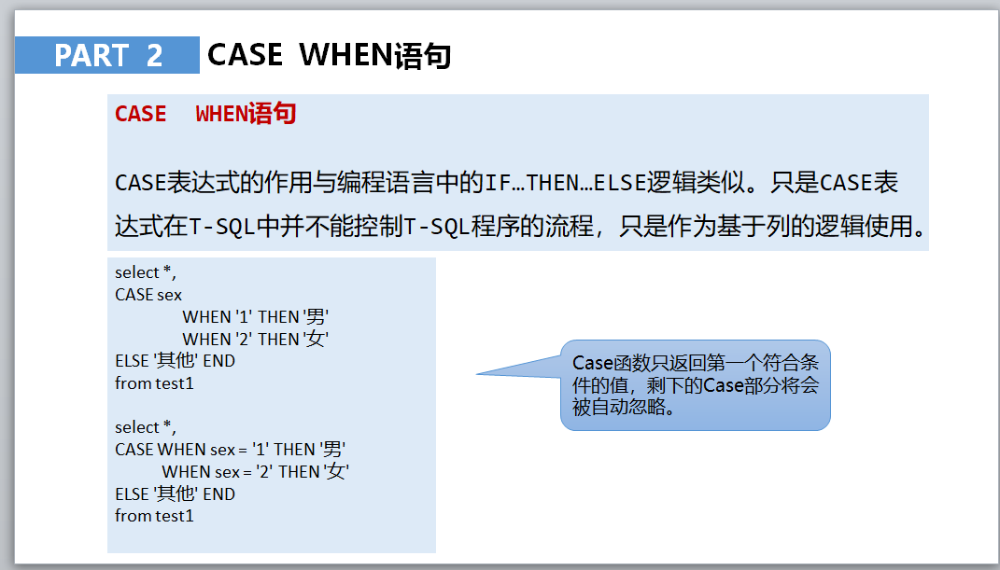 PART 2
CASE WHEN语句
CASE WHEN语句
CASE表达式的作用与编程语言中的IF…THEN…ELSE逻辑类似。只是CASE表
达式在T-SQL中并不能控制T-SQL程序的流程，只是作为基于列的逻辑使用。
select *,
CASE sex
WHEN '1' THEN '男'
WHEN '2' THEN '女'
ELSE '其他' END
from test1
select *,
CASE WHEN sex = '1' THEN '男'
WHEN sex = '2' THEN '女'
ELSE '其他' END
from test1
Case函数只返回第一个符合条
件的值，剩下的Case部分将会
被自动忽略。